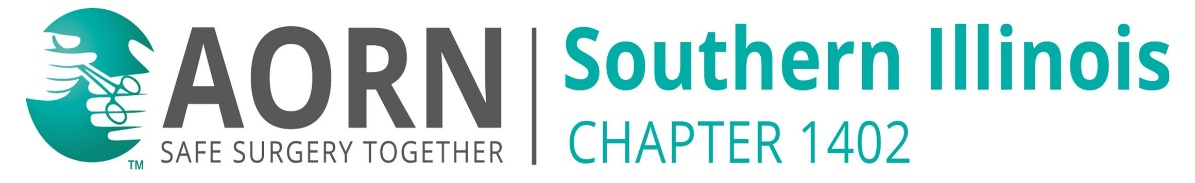 AORN
SAFE SURGERY TOGETHER
TM
Southern Illinois
CHAPTER 1402